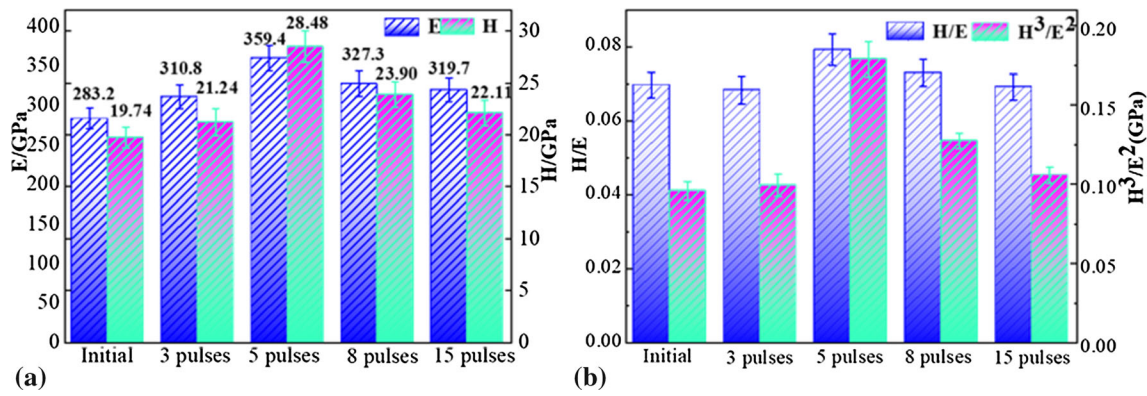 400
350
300
250
200
150
100
50
0
E/GPa
E
H
283.2
19.74
310.8
21.24
359.4
28.48
327.3
23.90
319.7
22.11
30
25
20
15
10
5
0
H/GPa
Initial
3 pulses
5 pulses
8 pulses
15 pulses
(a)
0.08
0.06
0.04
0.02
0.00
H/E
H/E
H³/E²
0.20
0.15
0.10
0.05
0.00
H³/E²(GPa)
Initial
3 pulses
5 pulses
8 pulses
15 pulses
(b)